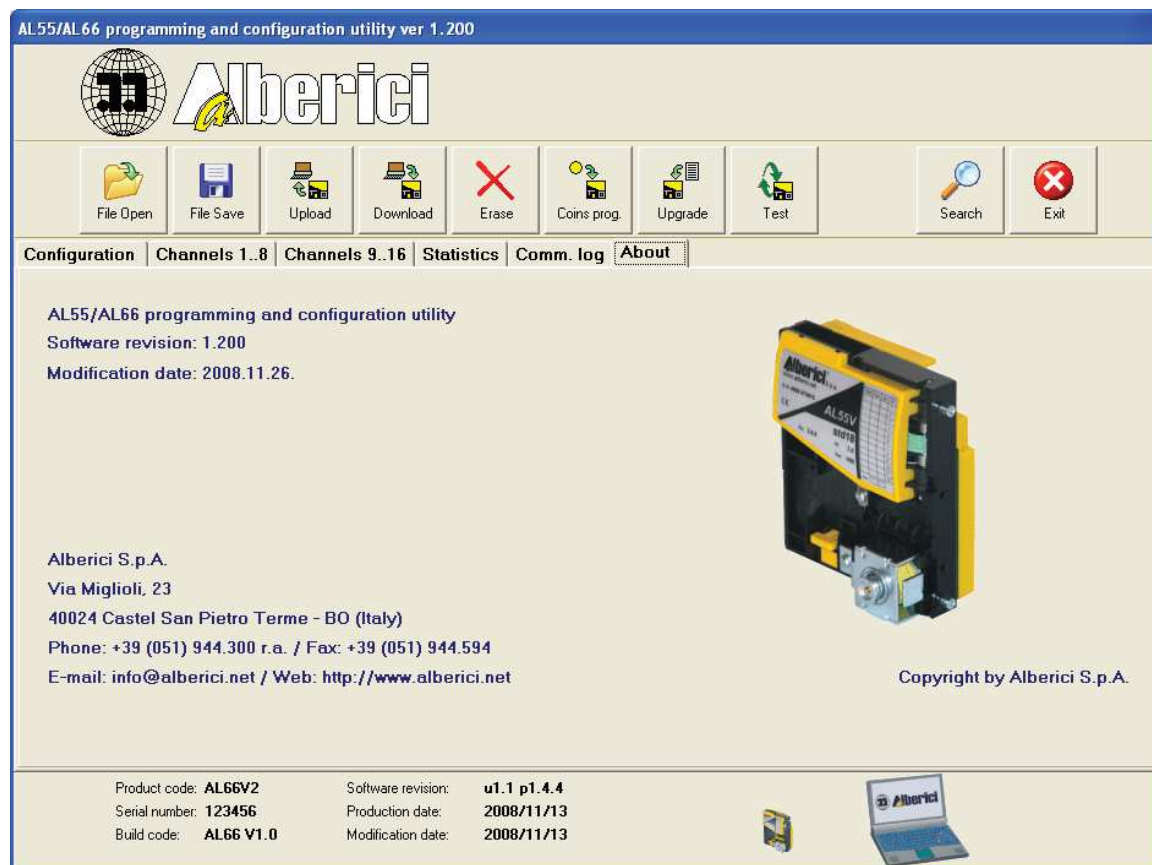 AL55/AL66 programming and configuration utility ver 1.200
Alberici
File Open File Save Upload Download Erase Coins prog. Upgrade Test Search Exit
Configuration Channels 1..8 Channels 9..16 Statistics Comm. log About
AL55/AL66 programming and configuration utility
Software revision: 1.200
Modification date: 2008.11.26.
Alberici
AL55V
std16
Alberici S.p.A.
Via Miglioli, 23
40024 Castel San Pietro Terme - BO (Italy)
Phone: +39 (051) 944.300 r.a. / Fax: +39 (051) 944.594
E-mail: info@alberici.net / Web: http://www.alberici.net
Copyright by Alberici S.p.A.
Product code: AL66V2 Software revision: u1.1 p1.4.4
Serial number: 123456 Production date: 2008/11/13
Build code: AL66 V1.0 Modification date: 2008/11/13
Alberici